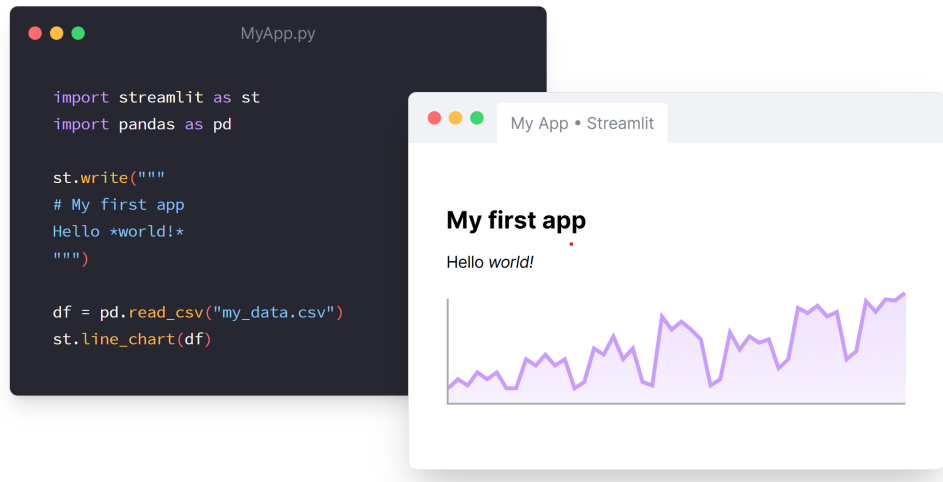 MyApp.py
import streamlit as st
import pandas as pd
st.write("""
# My first app
Hello *world!*
""")
df = pd.read_csv("my_data.csv")
st.line_chart(df)
My App • Streamlit
My first app
Hello world!